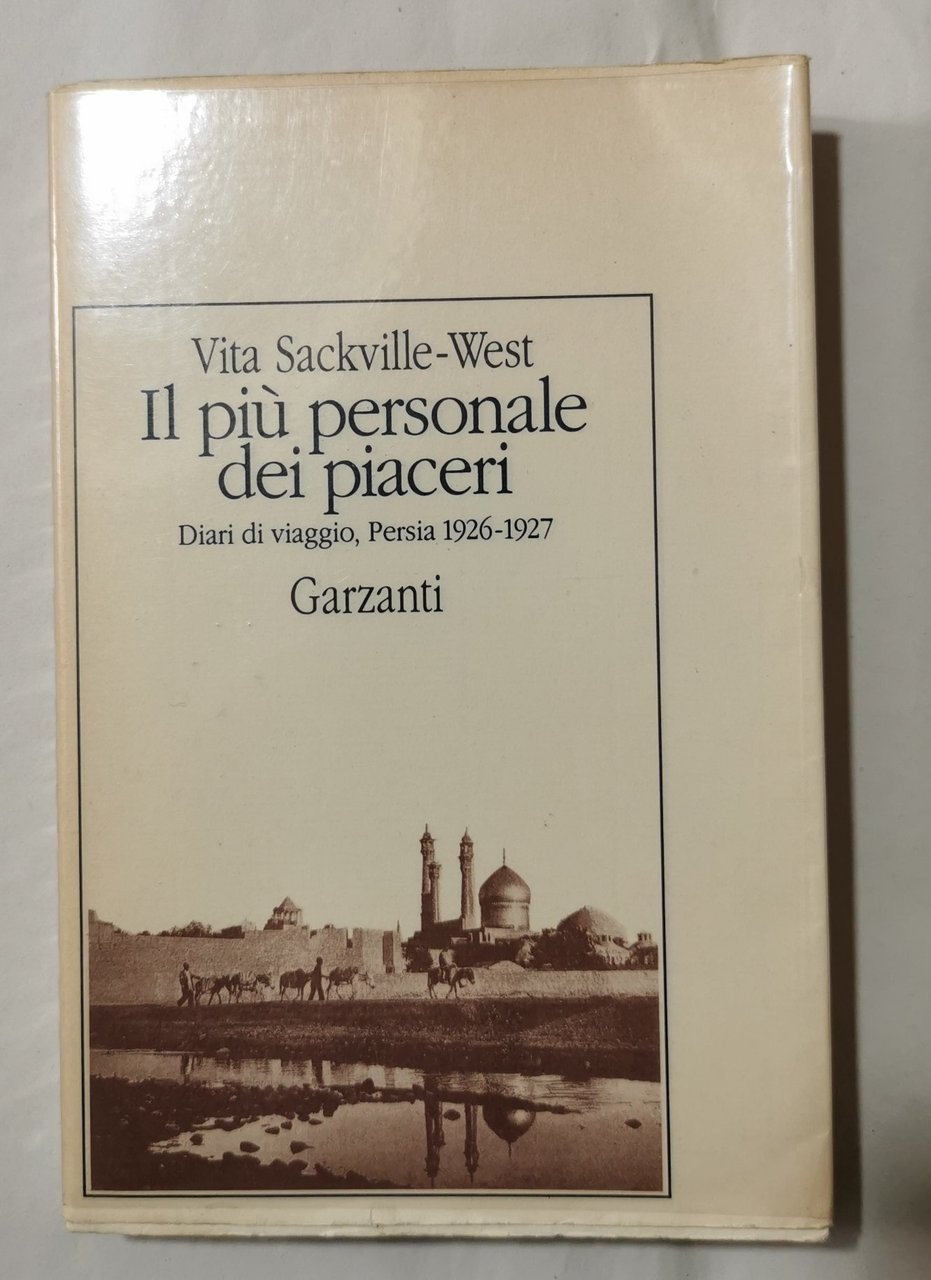 Vita Sackville-West
Il più personale
dei piaceri
Diari di viaggio, Persia 1926-1927
Garzanti